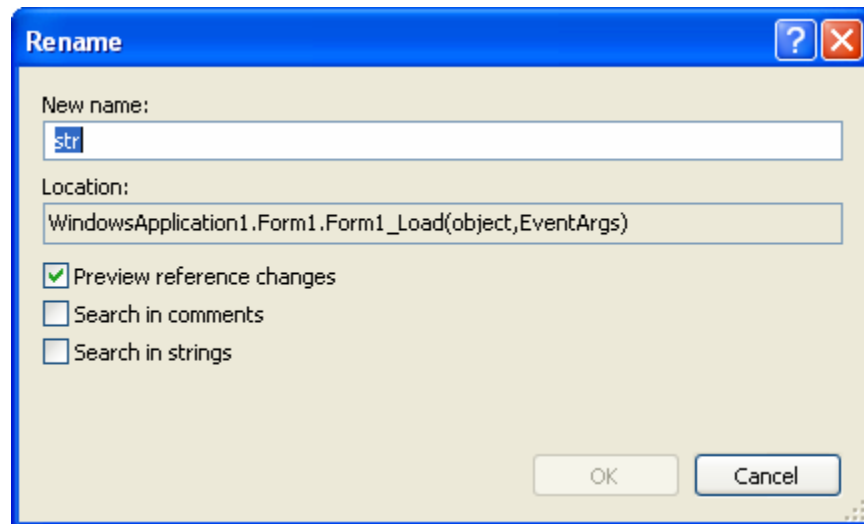 Rename
New name:
str
Location:
WindowsApplication1.Form1.Form1_Load(object,EventArgs)
Preview reference changes
Search in comments
Search in strings
OK
Cancel